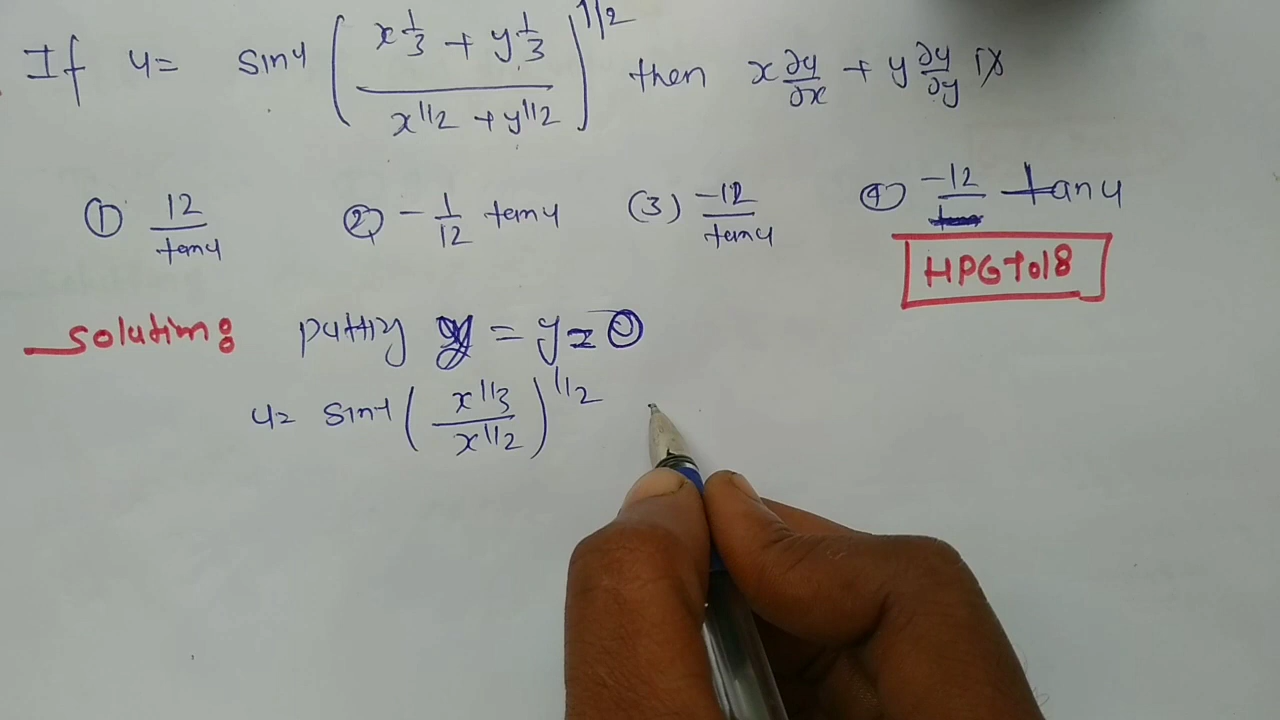 If u = sin-1 ( x^1/3 + y^1/3 / x^1/2 + y^1/2 )^1/2 then x ∂u/∂x + y ∂u/∂y is
① 12/tanu ② -1/12 tanu (3) -12/tanu ④ -12 tanu
HPGT 2018
Solution: putting y = 0
u = sin-1 ( x^1/3 / x^1/2 )^1/2